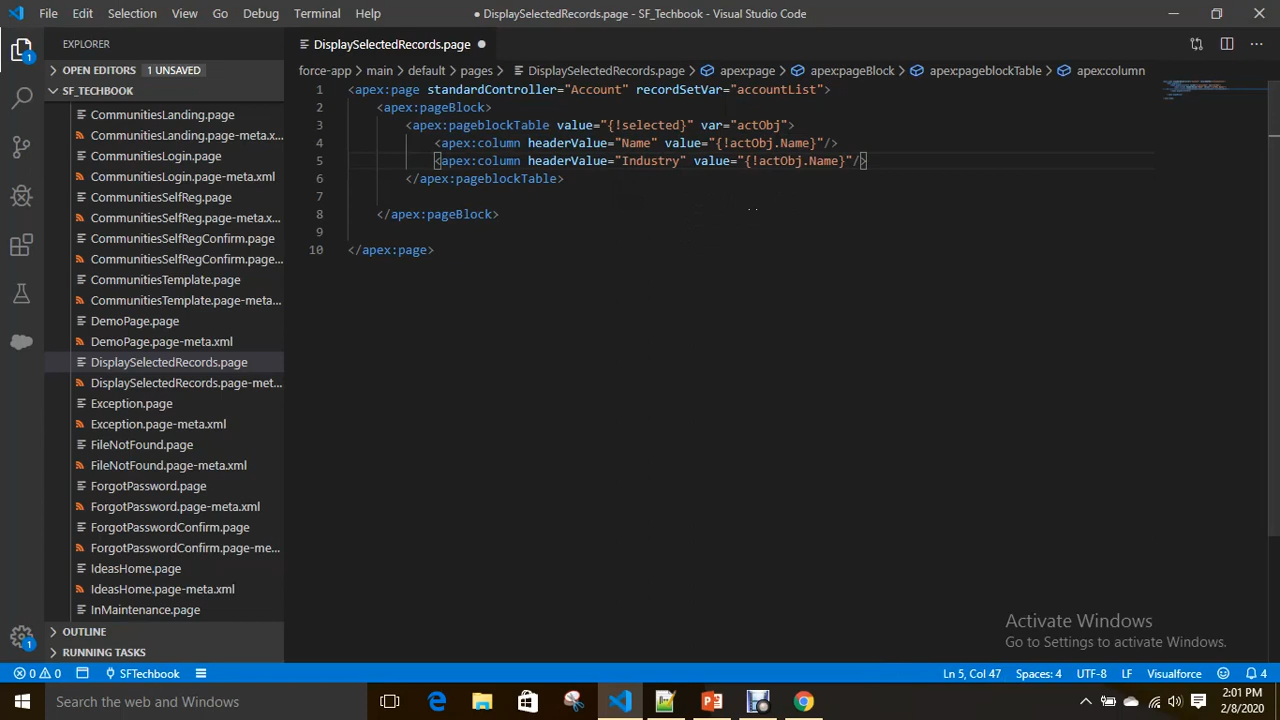 File Edit Selection View Go Debug Terminal Help
● DisplaySelectedRecords.page - SF_Techbook - Visual Studio Code
EXPLORER
OPEN EDITORS 1 UNSAVED
SF_TECHBOOK
CommunitiesLanding.page
CommunitiesLanding.page-meta.x...
CommunitiesLogin.page
CommunitiesLogin.page-meta.xml
CommunitiesSelfReg.page
CommunitiesSelfReg.page-meta.x...
CommunitiesSelfRegConfirm.page
CommunitiesSelfRegConfirm.page...
CommunitiesTemplate.page
CommunitiesTemplate.page-meta...
DemoPage.page
DemoPage.page-meta.xml
DisplaySelectedRecords.page
DisplaySelectedRecords.page-met...
Exception.page
Exception.page-meta.xml
FileNotFound.page
FileNotFound.page-meta.xml
ForgotPassword.page
ForgotPassword.page-meta.xml
ForgotPasswordConfirm.page
ForgotPasswordConfirm.page-me...
IdeasHome.page
IdeasHome.page-meta.xml
InMaintenance.page
OUTLINE
RUNNING TASKS
DisplaySelectedRecords.page ●
force-app > main > default > pages > DisplaySelectedRecords.page > apex:page > apex:pageBlock > apex:pageblockTable > apex:column
1 <apex:page standardController="Account" recordSetVar="accountList">
2 <apex:pageBlock>
3 <apex:pageblockTable value="{!selected}" var="actObj">
4 <apex:column headerValue="Name" value="{!actObj.Name}"/>
5 <apex:column headerValue="Industry" value="{!actObj.Name}"/>
6 </apex:pageblockTable>
7
8 </apex:pageBlock>
9
10 </apex:page>
Activate Windows
Go to Settings to activate Windows.
0 0 SFTechbook Ln 5, Col 47 Spaces: 4 UTF-8 LF Visualforce 4
Search the web and Windows
2:01 PM
2/8/2020